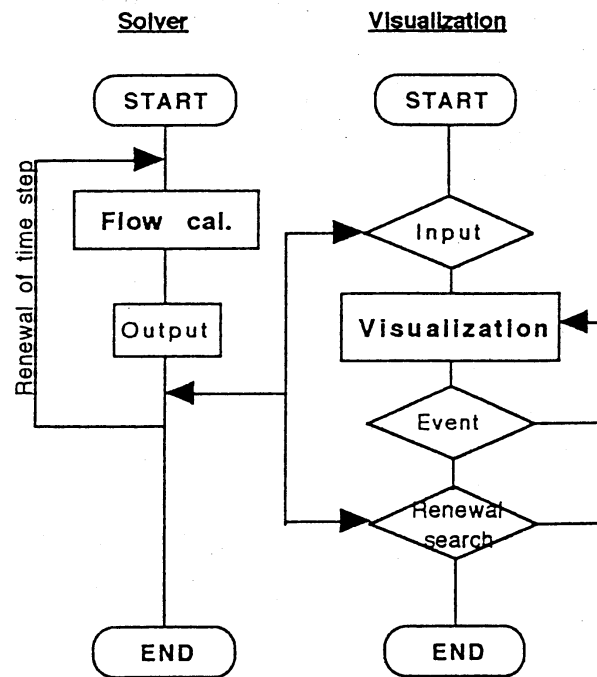 Solver
Visualization
START
START
Renewal of time step
Flow cal.
Input
Output
Visualization
Event
Renewal
search
END
END